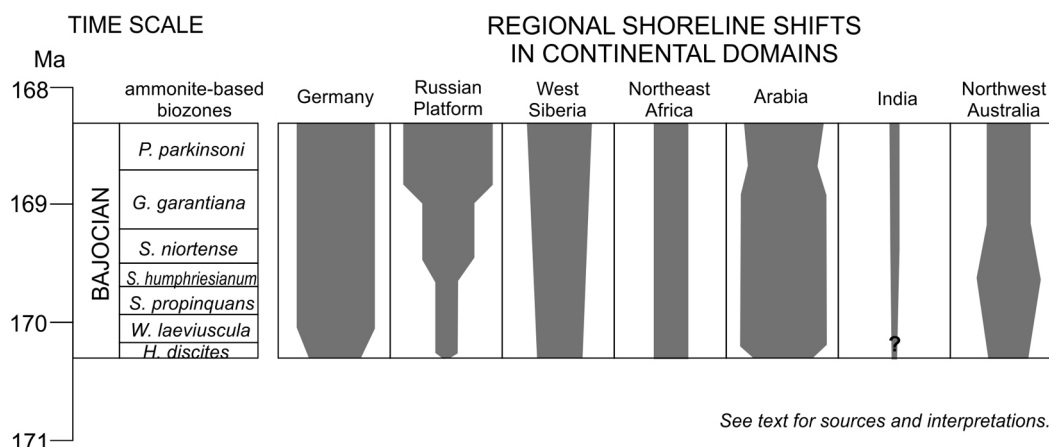 TIME SCALE
REGIONAL SHORELINE SHIFTS
IN CONTINENTAL DOMAINS
Ma
168
169
170
171
ammonite-based
biozones
Germany
Russian
Platform
West
Siberia
Northeast
Africa
Arabia
India
Northwest
Australia
BAJOCIAN
P. parkinsoni
G. garantiana
S. niortense
S. humphriesianum
S. propinquans
W. laeviuscula
H. discites
?
See text for sources and interpretations.